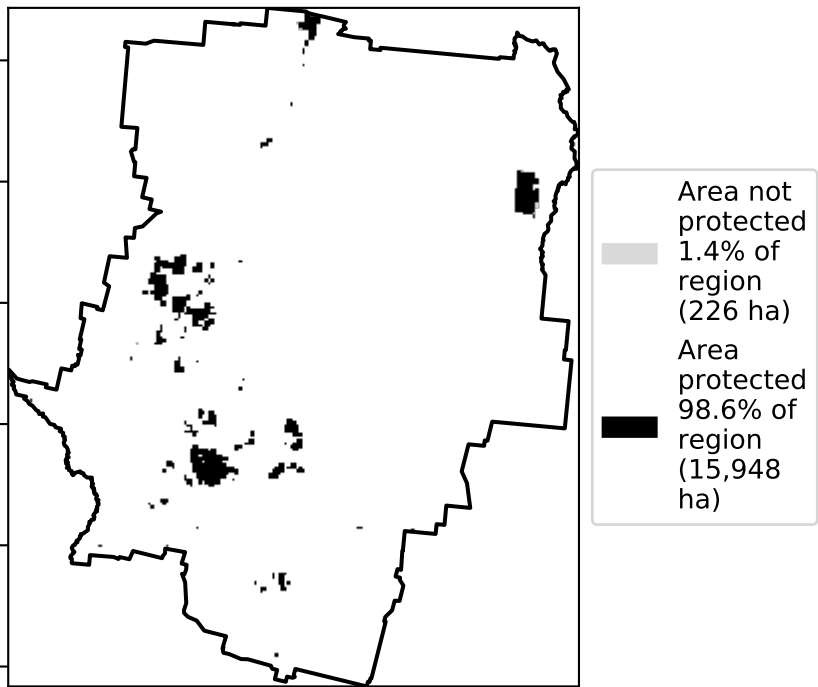 Area not
protected
1.4% of
region
(226 ha)
Area
protected
98.6% of
region
(15,948
ha)